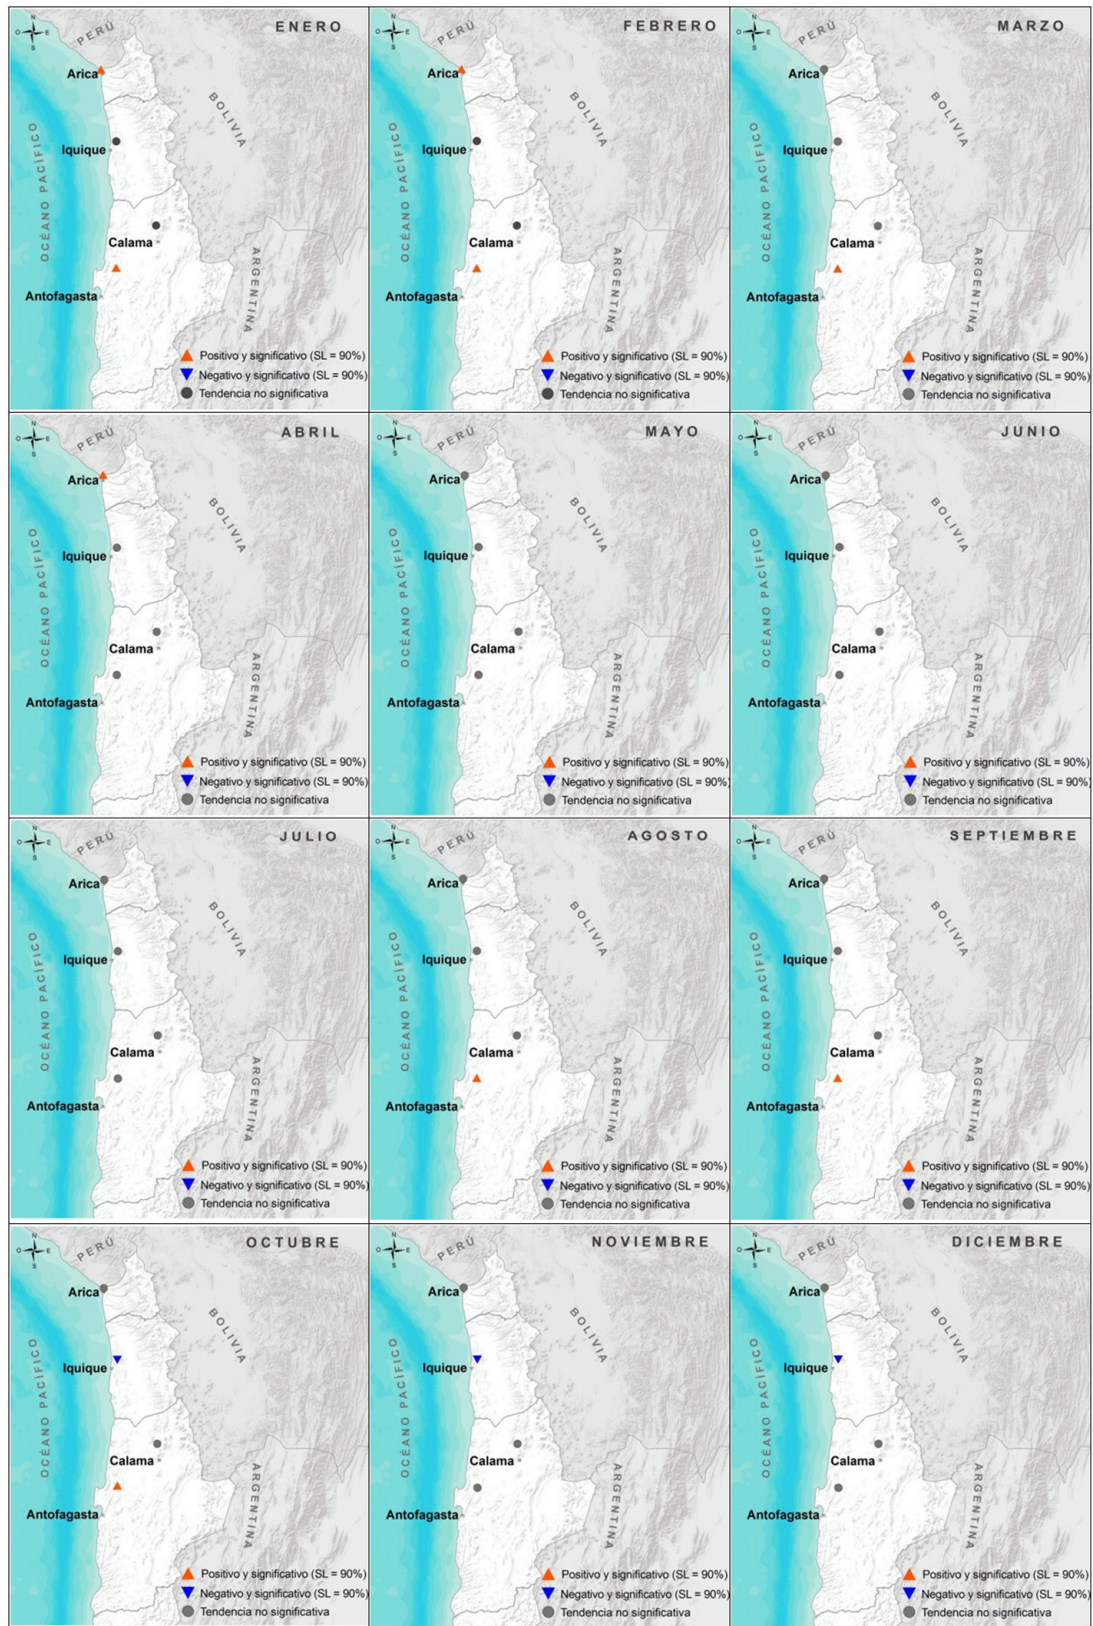 ENERO
N
O E
S
PERÚ
Arica
BOLIVIA
OCÉANO PACÍFICO
Iquique
Calama
ARGENTINA
Antofagasta
Positivo y significativo (SL = 90%)
Negativo y significativo (SL = 90%)
Tendencia no significativa
FEBRERO
N
O E
S
PERÚ
Arica
BOLIVIA
OCÉANO PACÍFICO
Iquique
Calama
ARGENTINA
Antofagasta
Positivo y significativo (SL = 90%)
Negativo y significativo (SL = 90%)
Tendencia no significativa
MARZO
N
O E
S
PERÚ
Arica
BOLIVIA
OCÉANO PACÍFICO
Iquique
Calama
ARGENTINA
Antofagasta
Positivo y significativo (SL = 90%)
Negativo y significativo (SL = 90%)
Tendencia no significativa
ABRIL
N
O E
S
PERÚ
Arica
BOLIVIA
OCÉANO PACÍFICO
Iquique
Calama
ARGENTINA
Antofagasta
Positivo y significativo (SL = 90%)
Negativo y significativo (SL = 90%)
Tendencia no significativa
MAYO
N
O E
S
PERÚ
Arica
BOLIVIA
OCÉANO PACÍFICO
Iquique
Calama
ARGENTINA
Antofagasta
Positivo y significativo (SL = 90%)
Negativo y significativo (SL = 90%)
Tendencia no significativa
JUNIO
N
O E
S
PERÚ
Arica
BOLIVIA
OCÉANO PACÍFICO
Iquique
Calama
ARGENTINA
Antofagasta
Positivo y significativo (SL = 90%)
Negativo y significativo (SL = 90%)
Tendencia no significativa
JULIO
N
O E
S
PERÚ
Arica
BOLIVIA
OCÉANO PACÍFICO
Iquique
Calama
ARGENTINA
Antofagasta
Positivo y significativo (SL = 90%)
Negativo y significativo (SL = 90%)
Tendencia no significativa
AGOSTO
N
O E
S
PERÚ
Arica
BOLIVIA
OCÉANO PACÍFICO
Iquique
Calama
ARGENTINA
Antofagasta
Positivo y significativo (SL = 90%)
Negativo y significativo (SL = 90%)
Tendencia no significativa
SEPTIEMBRE
N
O E
S
PERÚ
Arica
BOLIVIA
OCÉANO PACÍFICO
Iquique
Calama
ARGENTINA
Antofagasta
Positivo y significativo (SL = 90%)
Negativo y significativo (SL = 90%)
Tendencia no significativa
OCTUBRE
N
O E
S
PERÚ
Arica
BOLIVIA
OCÉANO PACÍFICO
Iquique
Calama
ARGENTINA
Antofagasta
Positivo y significativo (SL = 90%)
Negativo y significativo (SL = 90%)
Tendencia no significativa
NOVIEMBRE
N
O E
S
PERÚ
Arica
BOLIVIA
OCÉANO PACÍFICO
Iquique
Calama
ARGENTINA
Antofagasta
Positivo y significativo (SL = 90%)
Negativo y significativo (SL = 90%)
Tendencia no significativa
DICIEMBRE
N
O E
S
PERÚ
Arica
BOLIVIA
OCÉANO PACÍFICO
Iquique
Calama
ARGENTINA
Antofagasta
Positivo y significativo (SL = 90%)
Negativo y significativo (SL = 90%)
Tendencia no significativa